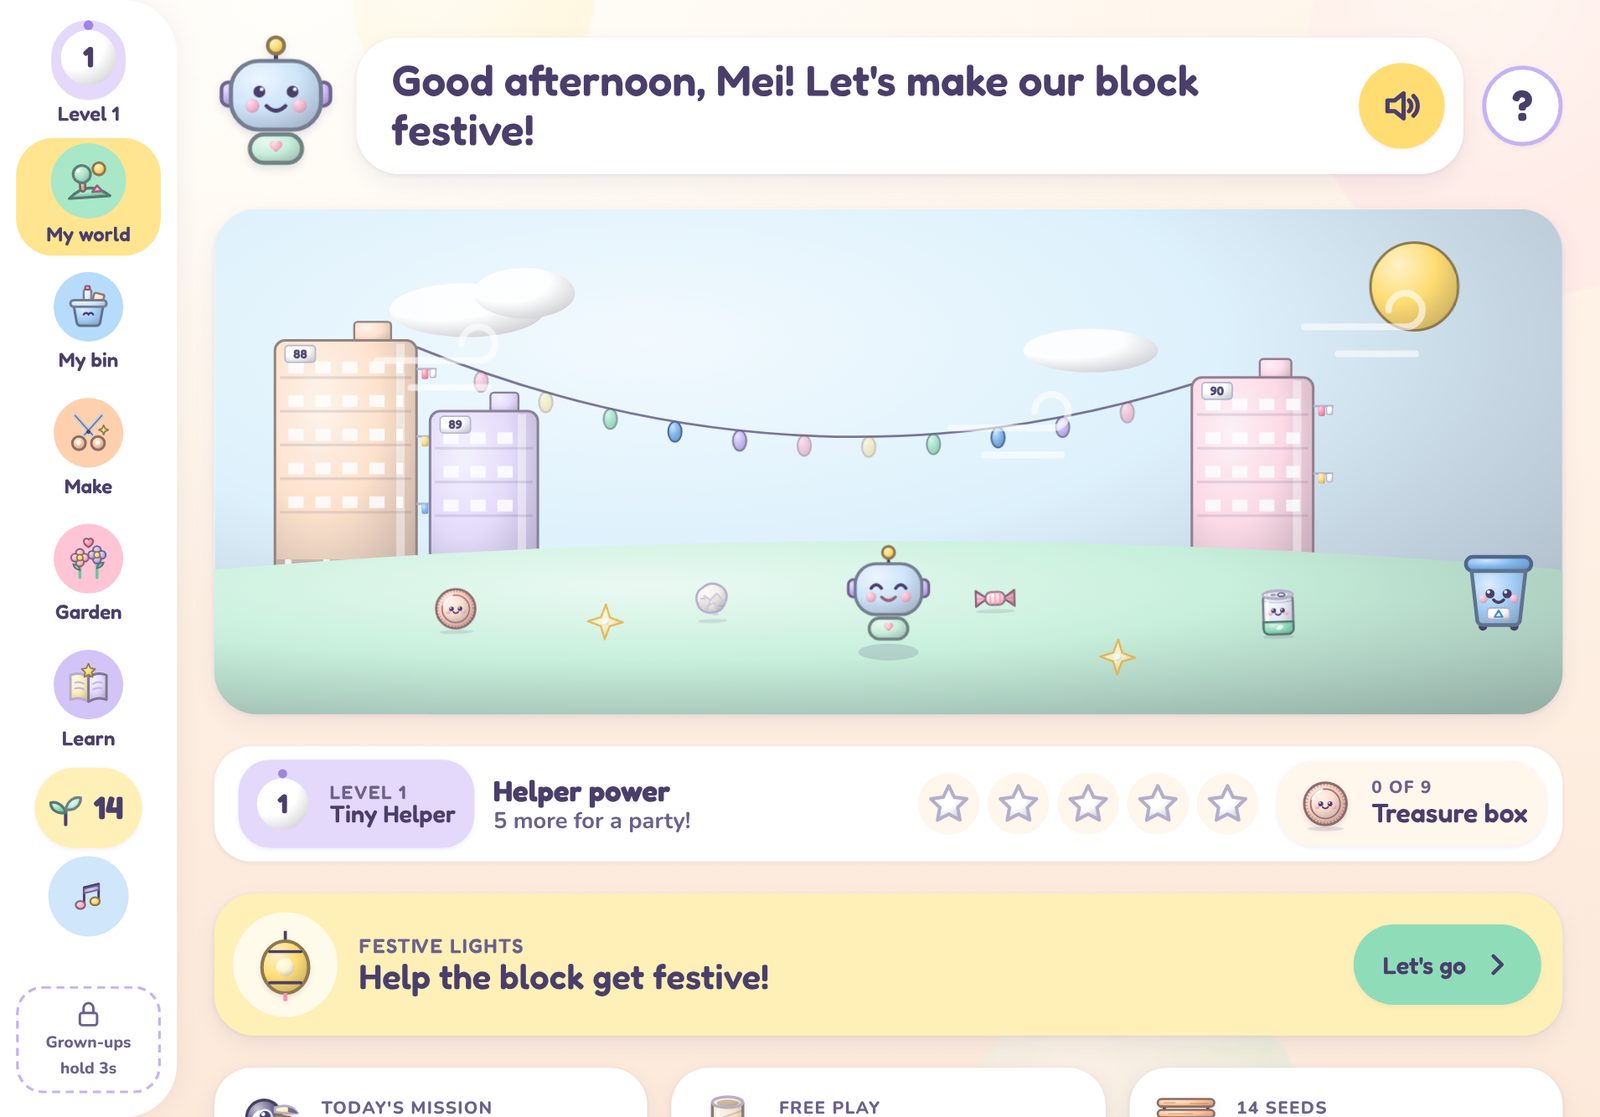 1
Level 1
My world
My bin
Make
Garden
Learn
14
Grown-ups
hold 3s
Good afternoon, Mei! Let's make our block
festive!
?
88
89
90
1
LEVEL 1
Tiny Helper
Helper power
5 more for a party!
0 OF 9
Treasure box
FESTIVE LIGHTS
Help the block get festive!
Let's go
TODAY'S MISSION
FREE PLAY
14 SEEDS